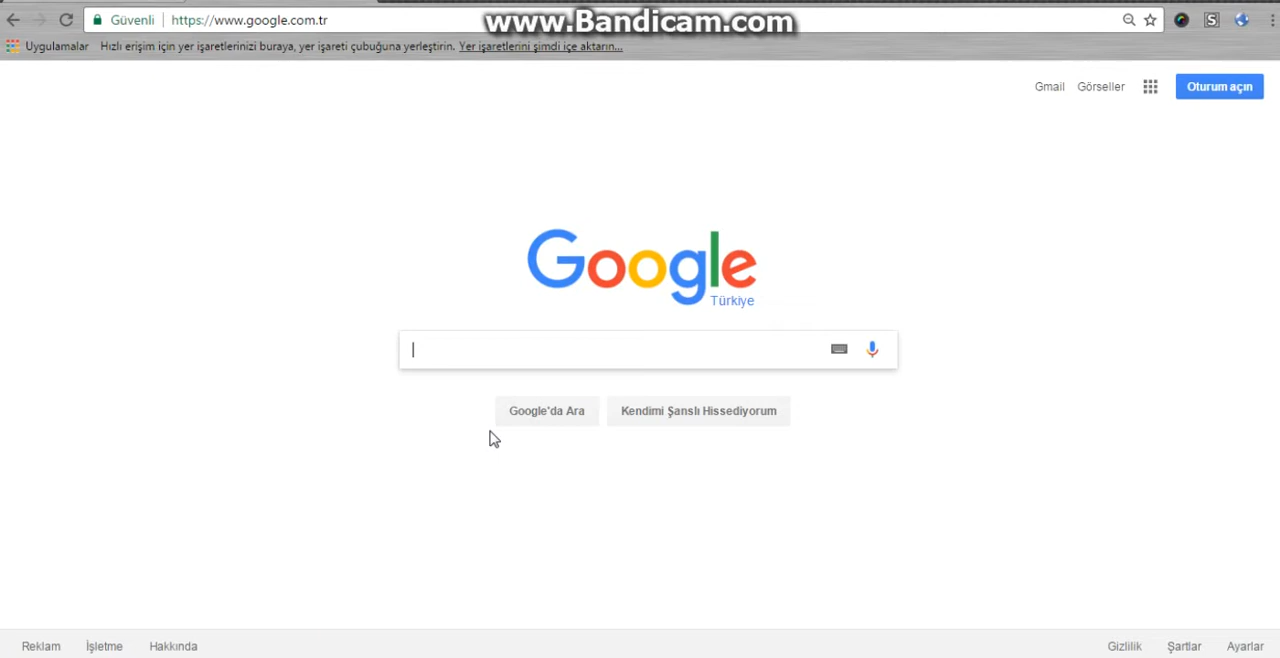 Güvenli https://www.google.com.tr
www.Bandicam.com
Uygulamalar Hızlı erişim için yer işaretlerinizi buraya, yer işareti çubuğuna yerleştirin. Yer işaretlerini şimdi içe aktarın...
Gmail Görseller Oturum açın
Google
Türkiye
Google'da Ara Kendimi Şanslı Hissediyorum
Reklam İşletme Hakkında Gizlilik Şartlar Ayarlar